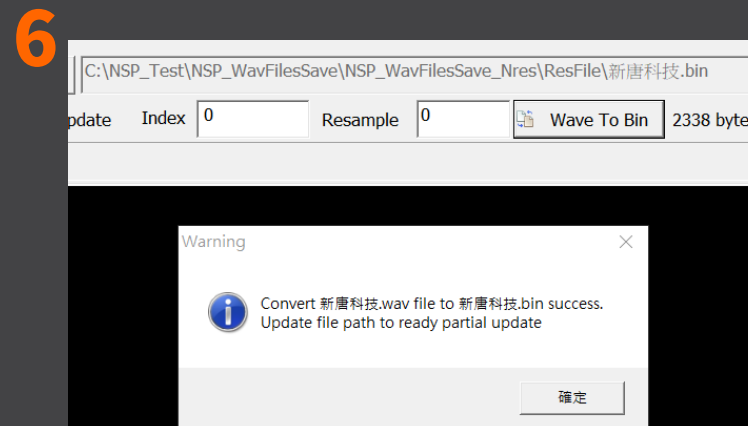 6
C:\NSP_Test\NSP_WavFilesSave\NSP_WavFilesSave_Nres\ResFile\新唐科技.bin
Index 0 Resample 0 Wave To Bin 2338 byte
Warning
Convert 新唐科技.wav file to 新唐科技.bin success.
Update file path to ready partial update
確定